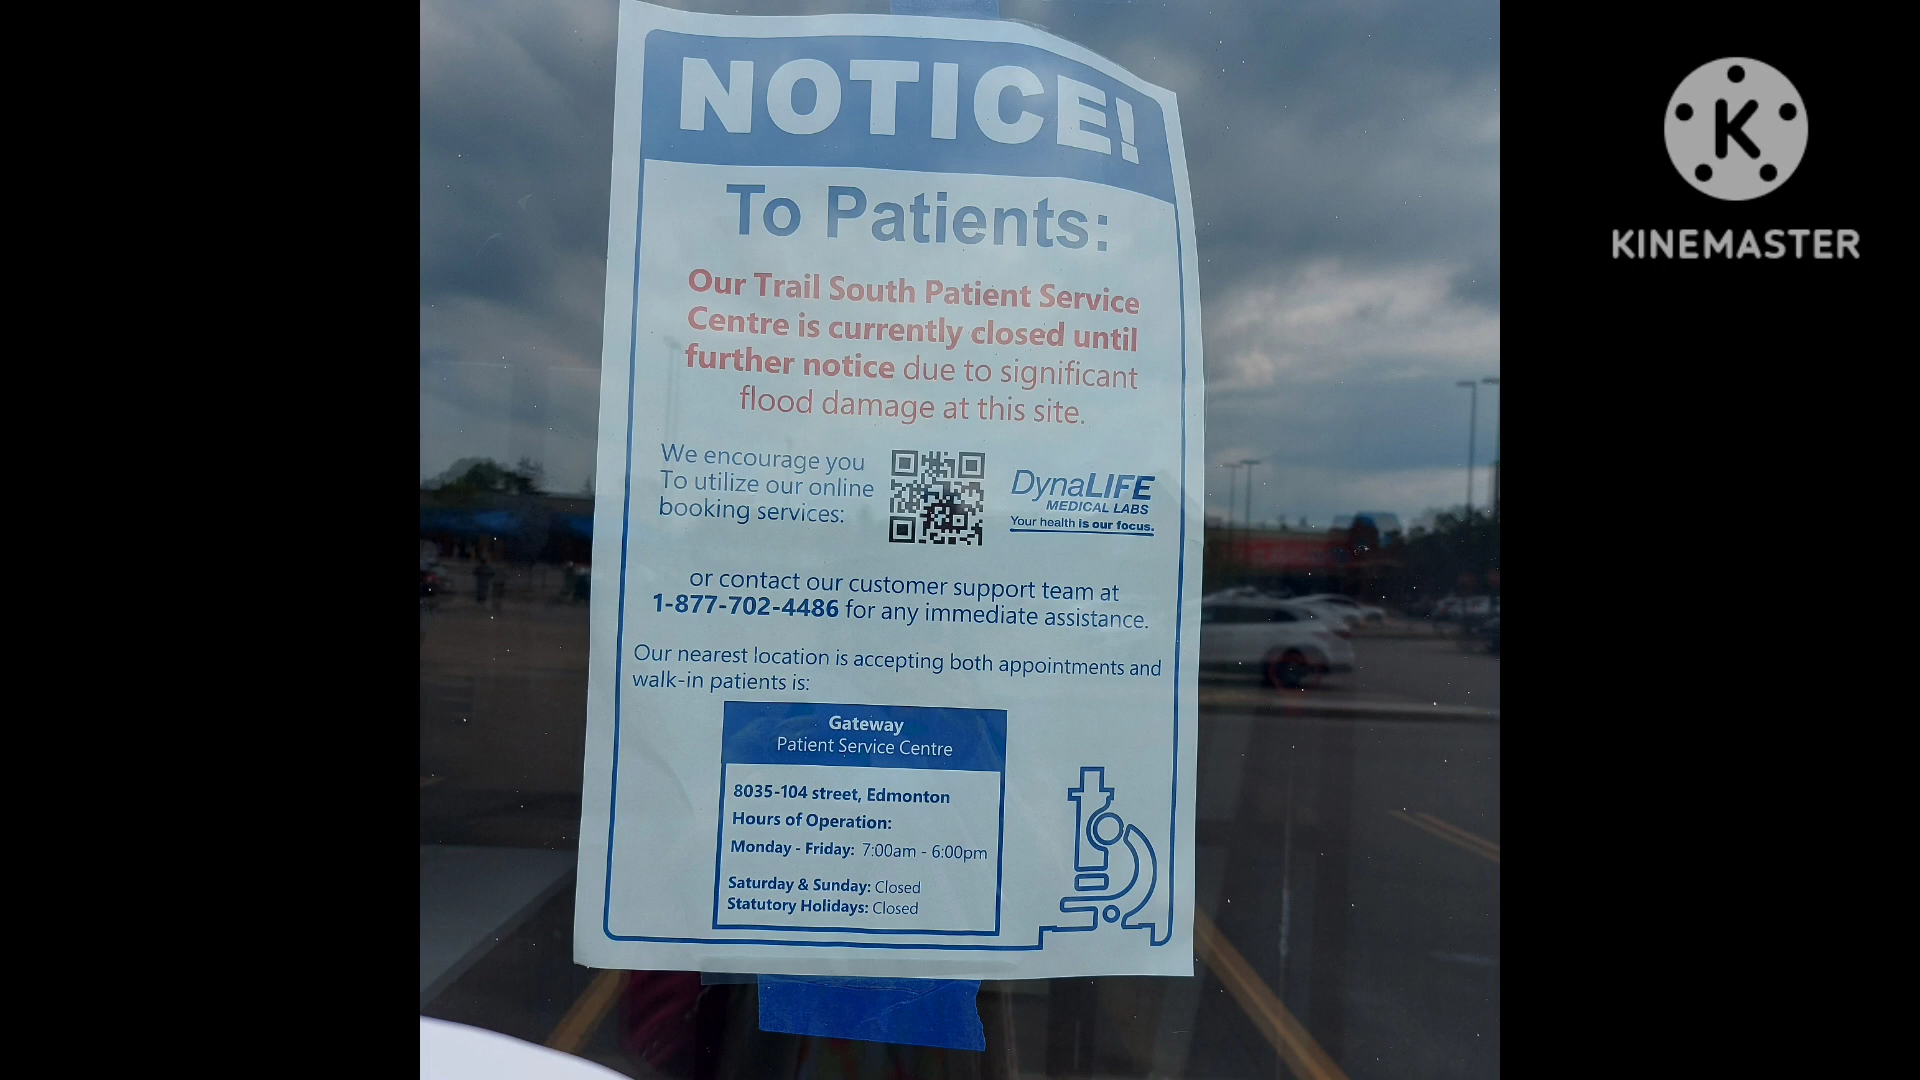 NOTICE!
To Patients:
Our Trail South Patient Service
Centre is currently closed until
further notice due to significant
flood damage at this site.
We encourage you
To utilize our online
booking services:
DynaLIFE
MEDICAL LABS
Your health is our focus.
or contact our customer support team at
1-877-702-4486 for any immediate assistance.
Our nearest location is accepting both appointments and
walk-in patients is:
Gateway
Patient Service Centre
8035-104 street, Edmonton
Hours of Operation:
Monday - Friday: 7:00am - 6:00pm
Saturday & Sunday: Closed
Statutory Holidays: Closed
K
KINEMASTER